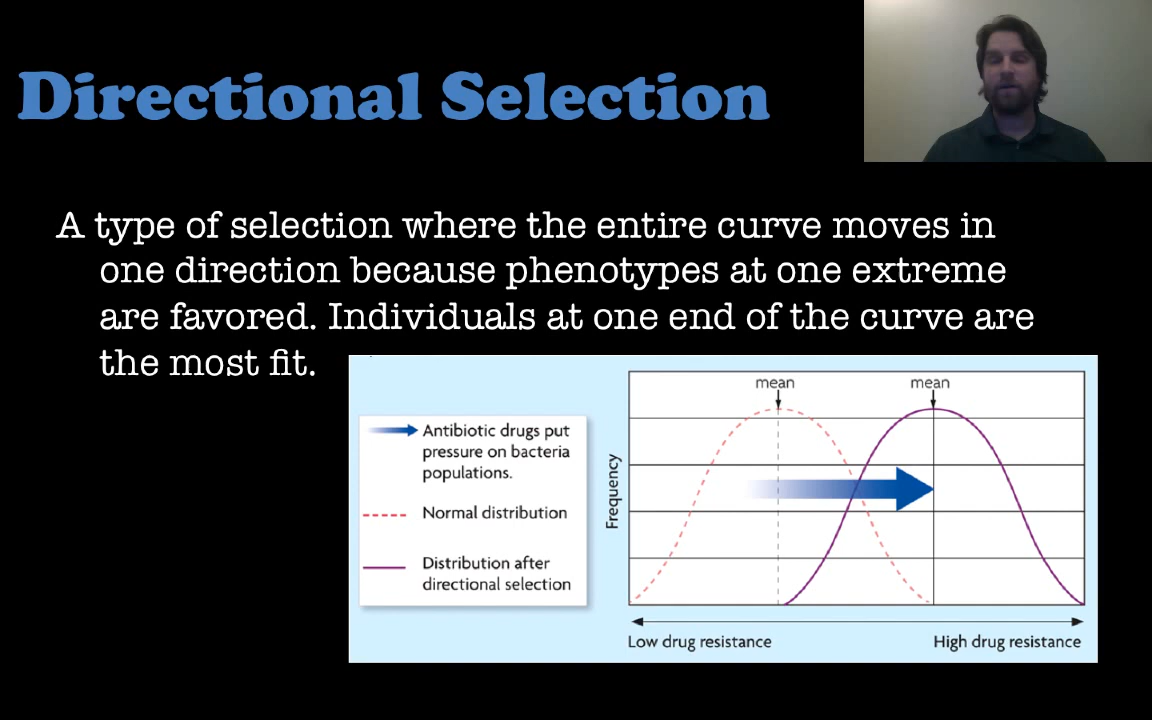 Directional Selection
A type of selection where the entire curve moves in
one direction because phenotypes at one extreme
are favored. Individuals at one end of the curve are
the most fit.
Antibiotic drugs put
pressure on bacteria
populations.
Normal distribution
Distribution after
directional selection
Frequency
mean
mean
Low drug resistance
High drug resistance